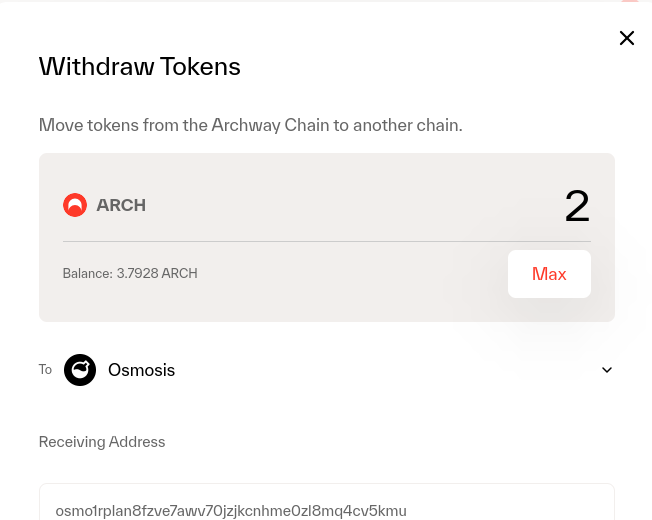 Withdraw Tokens
Move tokens from the Archway Chain to another chain.
ARCH
2
Balance: 3.7928 ARCH
Max
To
Osmosis
Receiving Address
osmo1rplan8fzve7awv70jzjkcnhme0zl8mq4cv5kmu